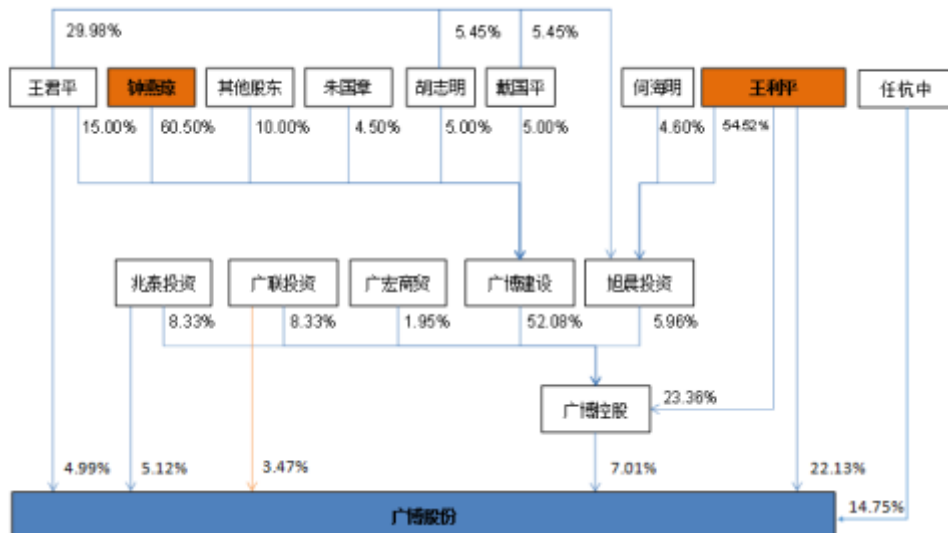 29.98%
5.45%
5.45%
王君平
钟燕琼
其他股东
朱国章
胡志明
戴国平
何海明
王利平
任杭中
15.00%
60.50%
10.00%
4.50%
5.00%
5.00%
4.60%
54.52%
兆泰投资
广联投资
广宏商贸
广博建设
旭晨投资
8.33%
8.33%
1.95%
52.08%
5.96%
广博控股
23.36%
4.99%
5.12%
3.47%
7.01%
22.13%
14.75%
广博股份